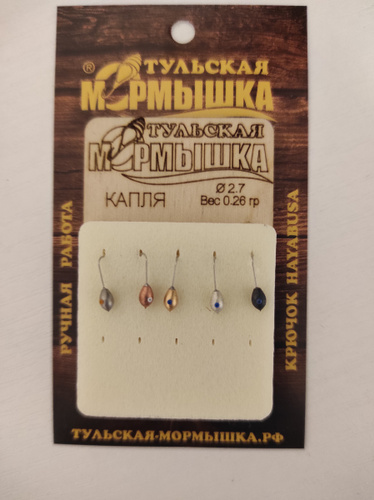 ® ТУЛЬСКАЯ
МОРМЫШКА
ТУЛЬСКАЯ
МОРМЫШКА
КАПЛЯ
Ø 2.7
Вес 0.26 гр
РУЧНАЯ РАБОТА
КРЮЧОК HAYABUSA
ТУЛЬСКАЯ-МОРМЫШКА.РФ